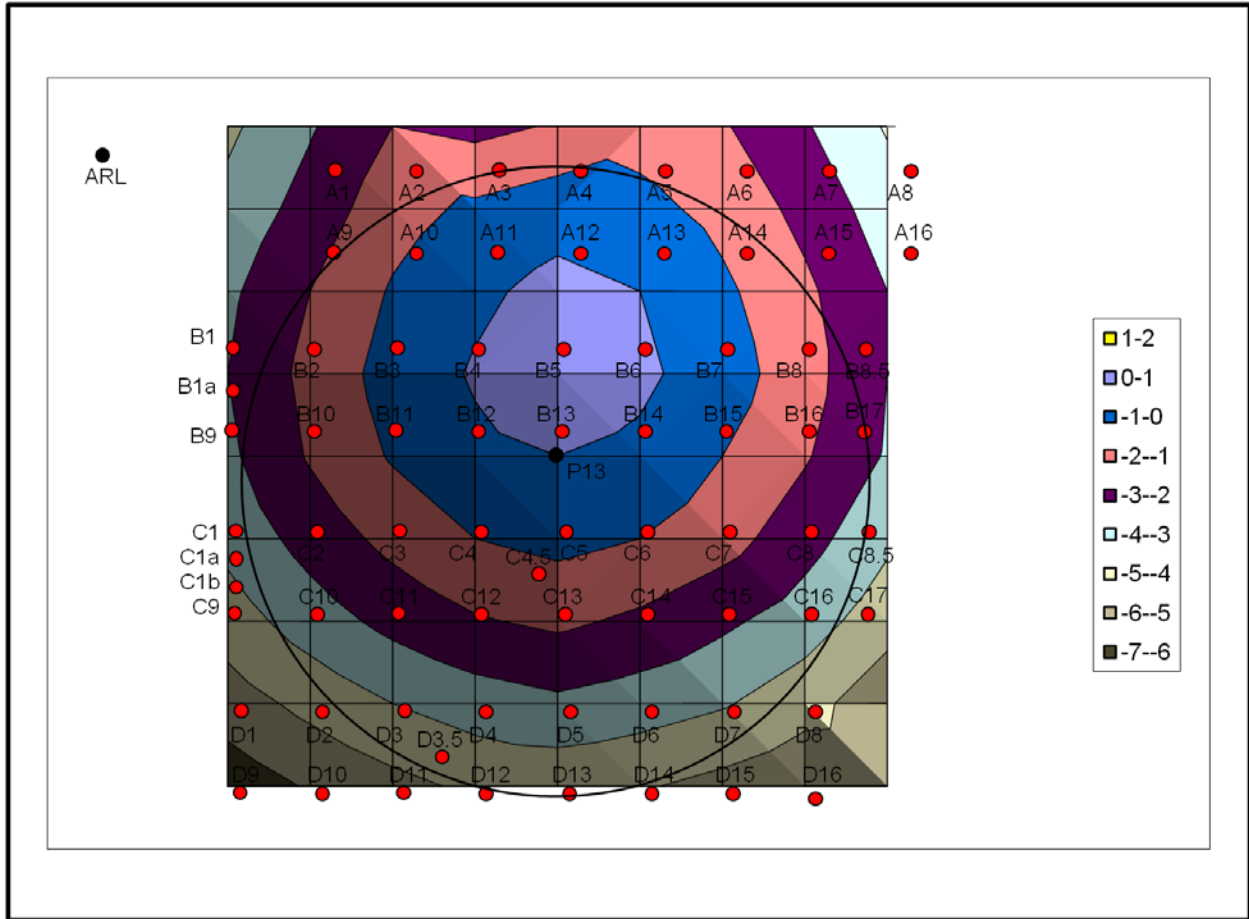 ARL
A1 A2 A3 A4 A5 A6 A7 A8
A9 A10 A11 A12 A13 A14 A15 A16
B1
B2 B3 B4 B5 B6 B7 B8 B8.5
B1a
B9 B10 B11 B12 B13 B14 B15 B16 B17
P13
C1
C2 C3 C4 C5 C6 C7 C8 C8.5
C1a C4.5
C1b
C9 C10 C11 C12 C13 C14 C15 C16 C17
D1 D2 D3 D3.5 D4 D5 D6 D7 D8
D9 D10 D11 D12 D13 D14 D15 D16
1-2
0-1
-1-0
-2--1
-3--2
-4--3
-5--4
-6--5
-7--6